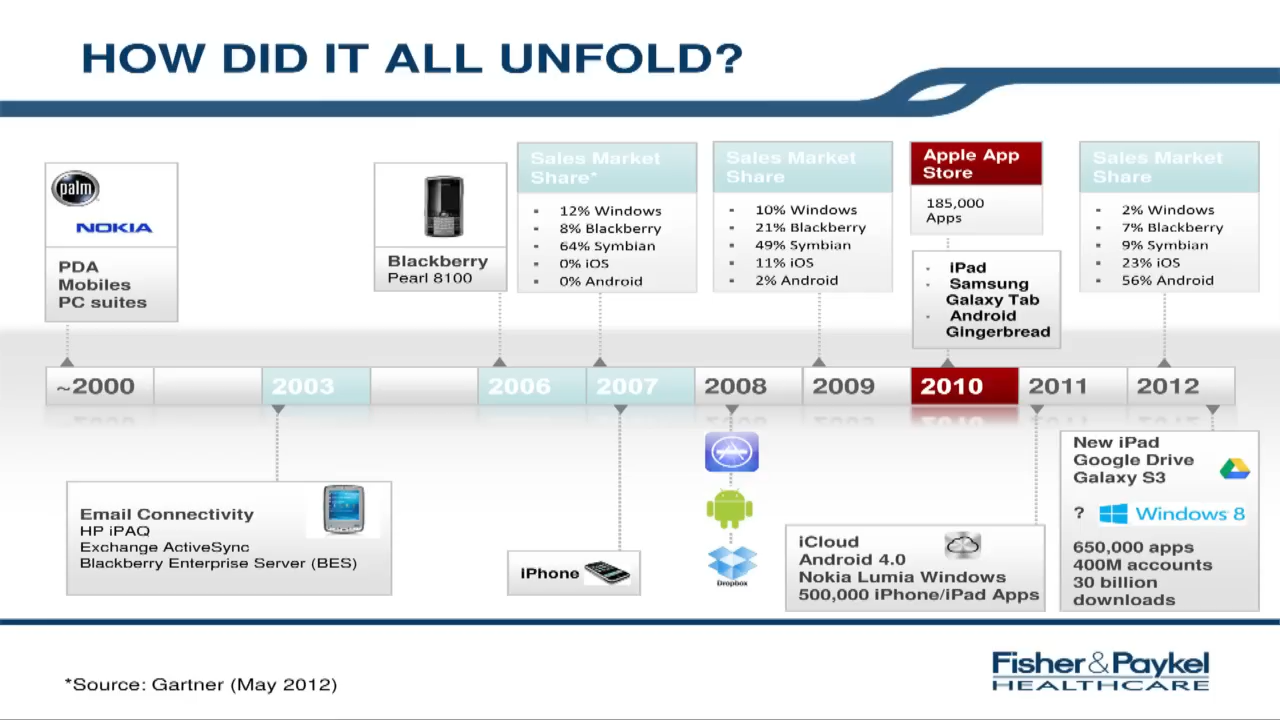 HOW DID IT ALL UNFOLD?
palm
NOKIA
PDA
Mobiles
PC suites
Blackberry
Pearl 8100
Sales Market
Share*
▪ 12% Windows
▪ 8% Blackberry
▪ 64% Symbian
▪ 0% iOS
▪ 0% Android
Sales Market
Share
▪ 10% Windows
▪ 21% Blackberry
▪ 49% Symbian
▪ 11% iOS
▪ 2% Android
Apple App
Store
185,000
Apps
• iPad
• Samsung
Galaxy Tab
• Android
Gingerbread
Sales Market
Share
▪ 2% Windows
▪ 7% Blackberry
▪ 9% Symbian
▪ 23% iOS
▪ 56% Android
~2000 2003 2006 2007 2008 2009 2010 2011 2012
Email Connectivity
HP iPAQ
Exchange ActiveSync
Blackberry Enterprise Server (BES)
iPhone
Dropbox
iCloud
Android 4.0
Nokia Lumia Windows
500,000 iPhone/iPad Apps
New iPad
Google Drive
Galaxy S3
? Windows 8
650,000 apps
400M accounts
30 billion
downloads
*Source: Gartner (May 2012)
Fisher&Paykel
HEALTHCARE